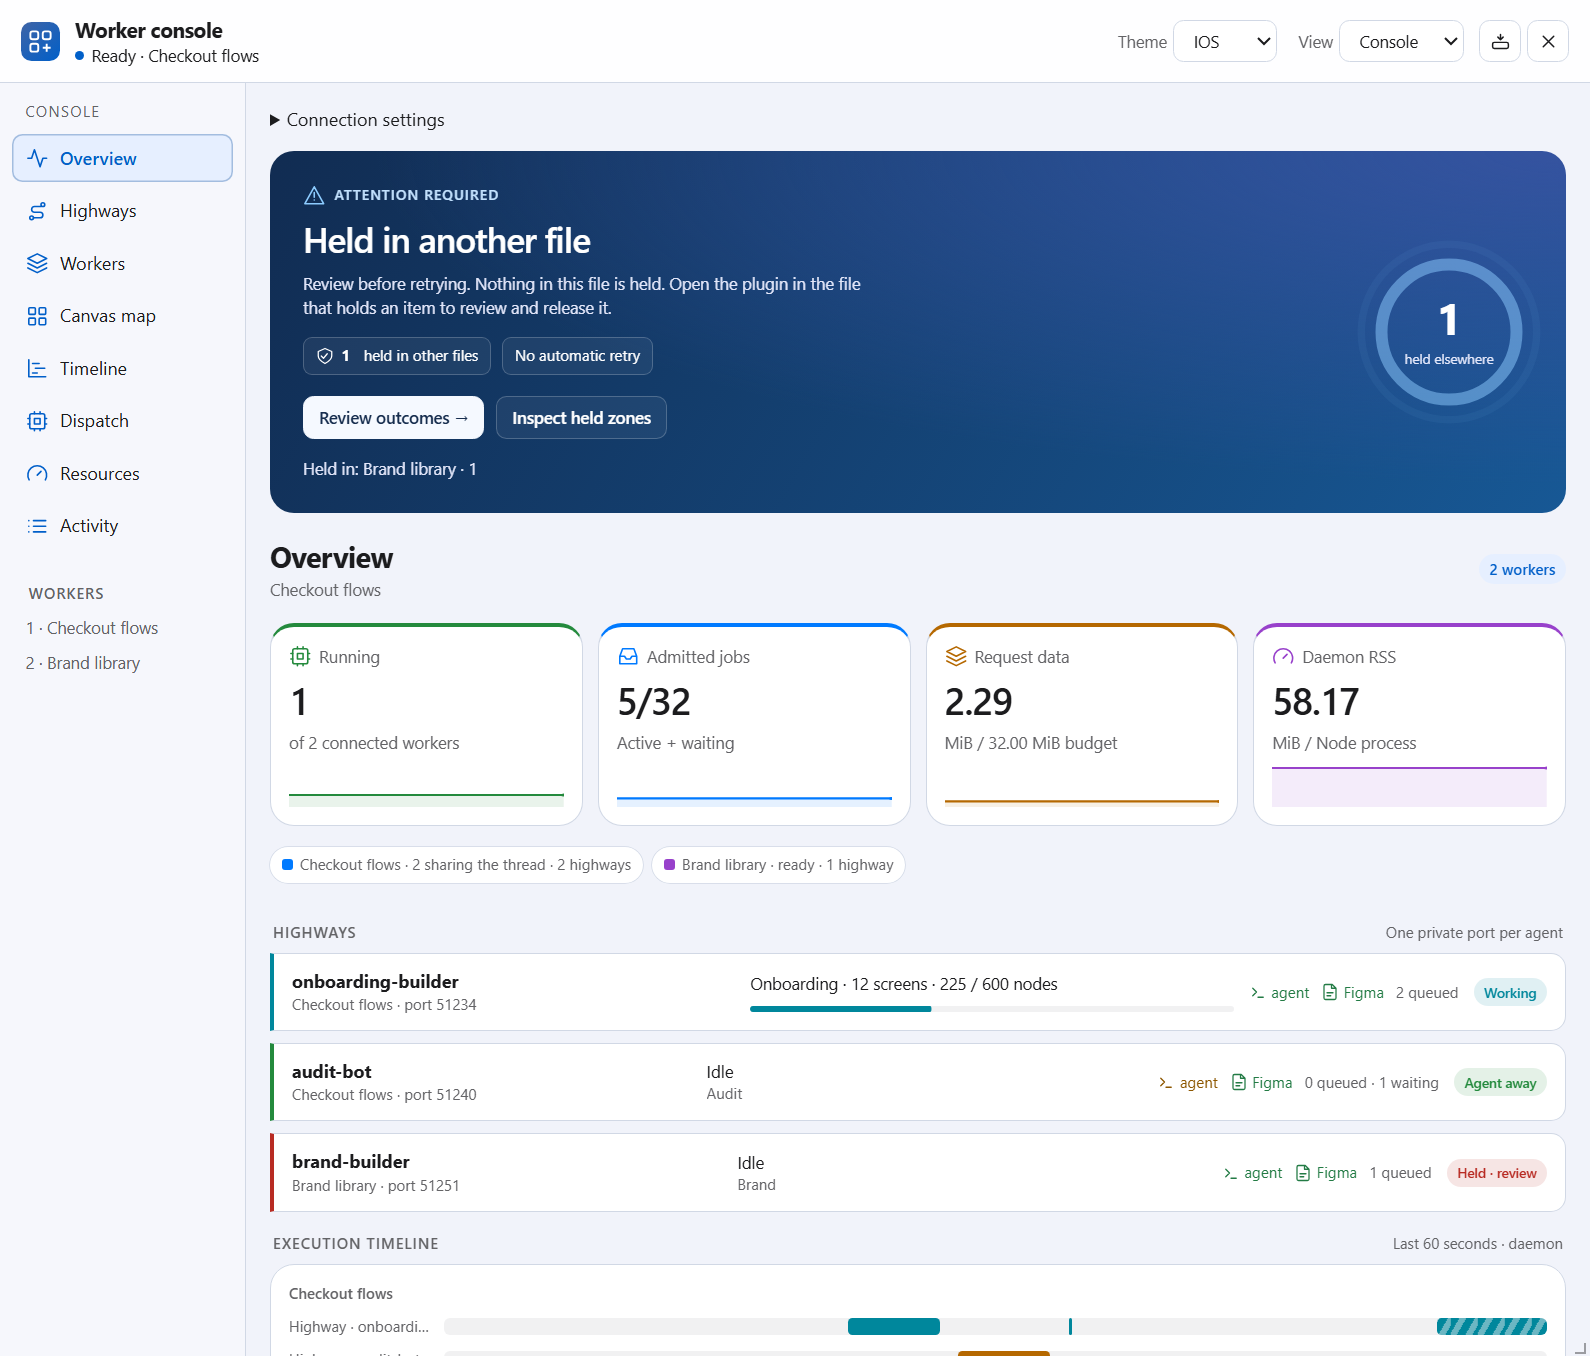 Worker console
Ready · Checkout flows
Theme
IOS
View
Console
CONSOLE
Overview
Highways
Workers
Canvas map
Timeline
Dispatch
Resources
Activity
WORKERS
1 · Checkout flows
2 · Brand library
Connection settings
ATTENTION REQUIRED
Held in another file
Review before retrying. Nothing in this file is held. Open the plugin in the file
that holds an item to review and release it.
1 held in other files
No automatic retry
Review outcomes →
Inspect held zones
Held in: Brand library · 1
1
held elsewhere
Overview
Checkout flows
2 workers
Running
1
of 2 connected workers
Admitted jobs
5/32
Active + waiting
Request data
2.29
MiB / 32.00 MiB budget
Daemon RSS
58.17
MiB / Node process
Checkout flows · 2 sharing the thread · 2 highways
Brand library · ready · 1 highway
HIGHWAYS
One private port per agent
onboarding-builder
Checkout flows · port 51234
Onboarding · 12 screens · 225 / 600 nodes
agent
Figma
2 queued
Working
audit-bot
Checkout flows · port 51240
Idle
Audit
agent
Figma
0 queued · 1 waiting
Agent away
brand-builder
Brand library · port 51251
Idle
Brand
agent
Figma
1 queued
Held · review
EXECUTION TIMELINE
Last 60 seconds · daemon
Checkout flows
Highway · onboardi...